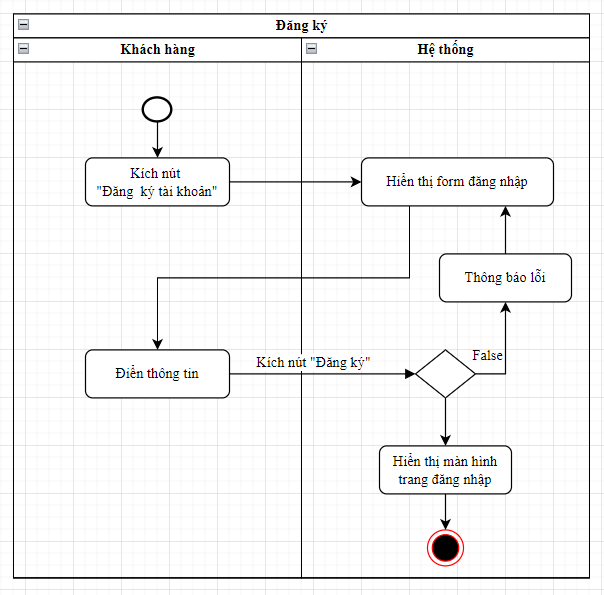 Đăng ký
Khách hàng
Hệ thống
Kích nút
"Đăng ký tài khoản"
Hiển thị form đăng nhập
Thông báo lỗi
Điển thông tin
Kích nút "Đăng ký"
False
Hiển thị màn hình
trang đăng nhập